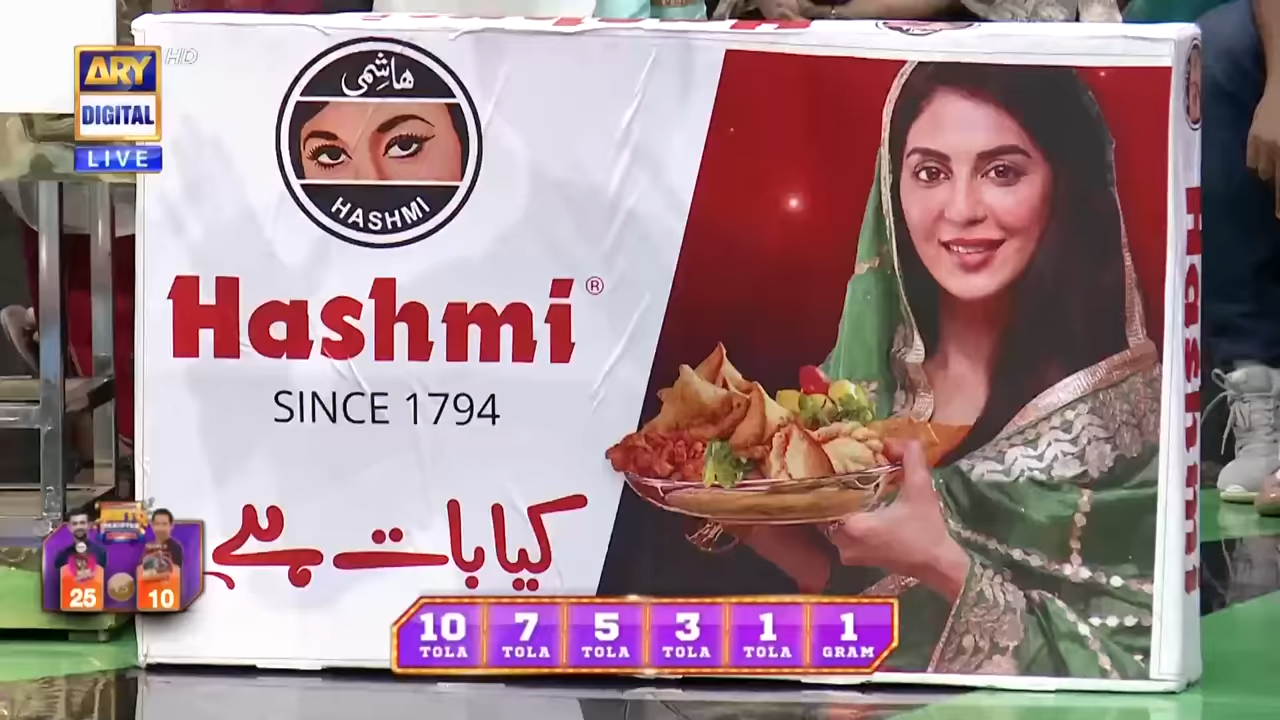 ARY
HD
DIGITAL
LIVE
هاشمی
HASHMI
Hashmi®
SINCE 1794
کیا بات ہے
Hashmi
25
10
10 TOLA
7 TOLA
5 TOLA
3 TOLA
1 TOLA
1 GRAM